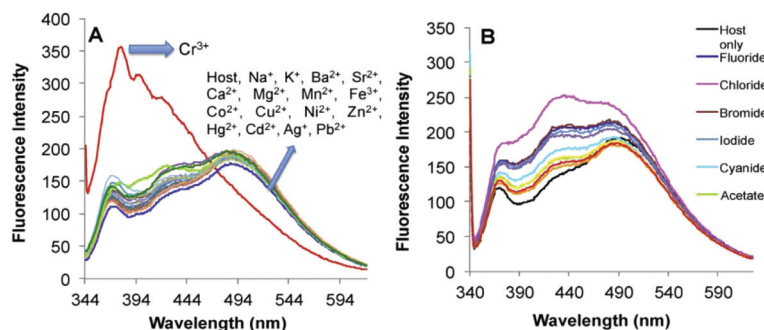 A
Cr³⁺
Host, Na⁺, K⁺, Ba²⁺, Sr²⁺,
Ca²⁺, Mg²⁺, Mn²⁺, Fe³⁺,
Co²⁺, Cu²⁺, Ni²⁺, Zn²⁺,
Hg²⁺, Cd²⁺, Ag⁺, Pb²⁺
Fluorescence Intensity
400
350
300
250
200
150
100
50
0
344 394 444 494 544 594
Wavelength (nm)
B
Fluorescence Intensity
350
300
250
200
150
100
50
0
340 390 440 490 540 590
Wavelength (nm)
Host
only
Fluoride
Chloride
Bromide
Iodide
Cyanide
Acetate